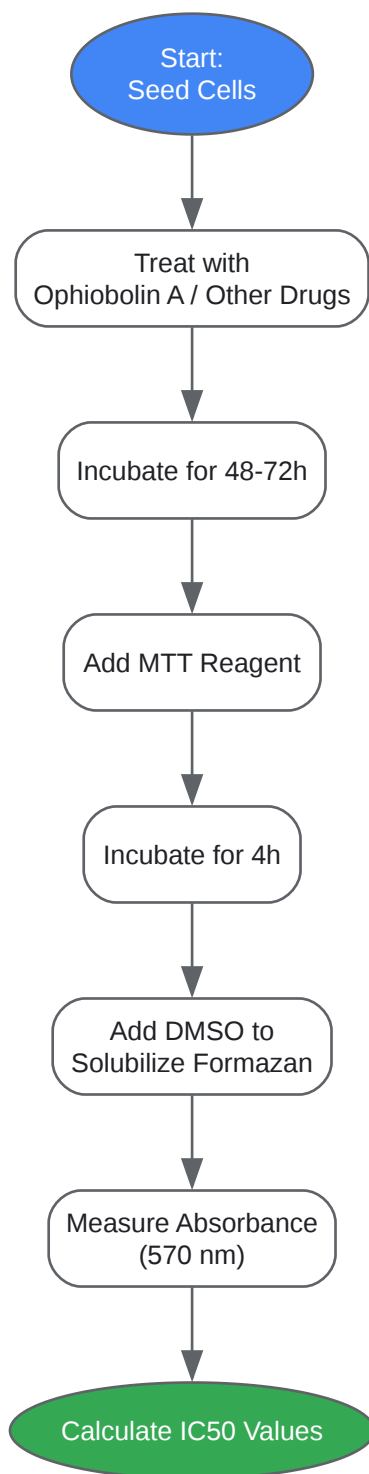 Start:
Seed Cells
Treat with
Ophiobolin A / Other Drugs
Incubate for 48-72h
Add MTT Reagent
Incubate for 4h
Add DMSO to
Solubilize Formazan
Measure Absorbance
(570 nm)
Calculate IC50 Values